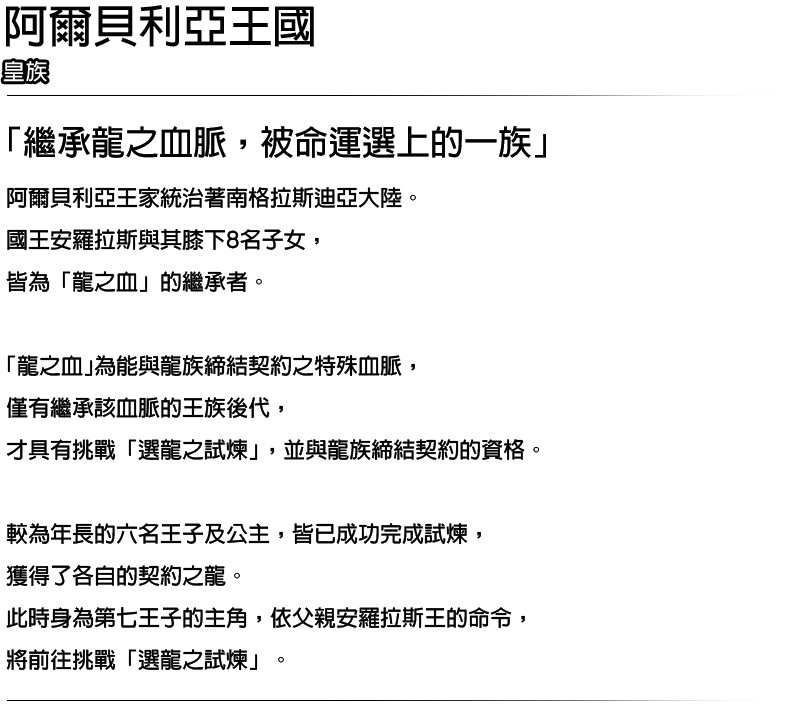 阿爾貝利亞王國
皇族
「繼承龍之血脈，被命運選上的一族」
阿爾貝利亞王家統治著南格拉斯迪亞大陸。
國王安羅拉斯與其膝下8名子女，
皆為「龍之血」的繼承者。
「龍之血」為能與龍族締結契約之特殊血脈，
僅有繼承該血脈的王族後代，
才具有挑戰「選龍之試煉」，並與龍族締結契約的資格。
較為年長的六名王子及公主，皆已成功完成試煉，
獲得了各自的契約之龍。
此時身為第七王子的主角，依父親安羅拉斯王的命令，
將前往挑戰「選龍之試煉」。